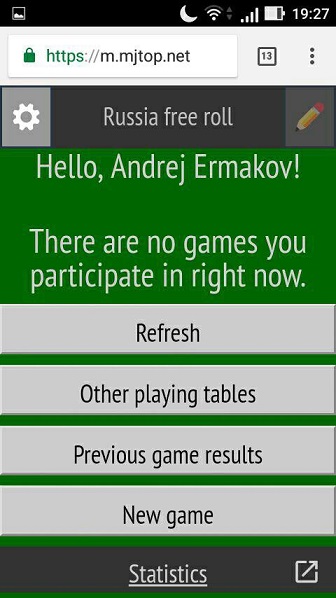 19:27
https://m.mjtop.net
13
Russia free roll
Hello, Andrej Ermakov!
There are no games you
participate in right now.
Refresh
Other playing tables
Previous game results
New game
Statistics